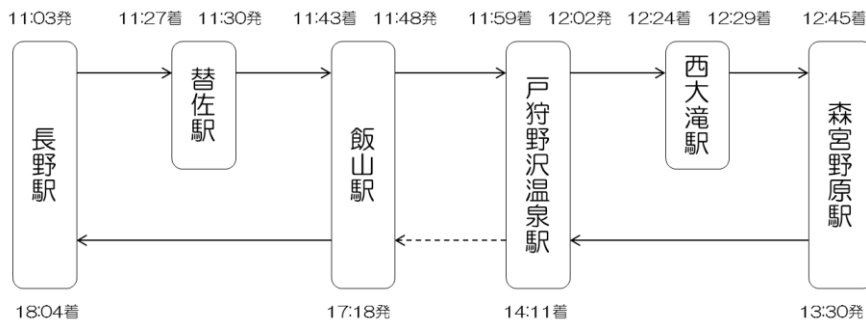 11:03発 11:27着 11:30発 11:43着 11:48発 11:59着 12:02発 12:24着 12:29着 12:45着
長野駅
替佐駅
飯山駅
戸狩野沢温泉駅
西大滝駅
森宮野原駅
18:04着 17:18発 14:11着 13:30発